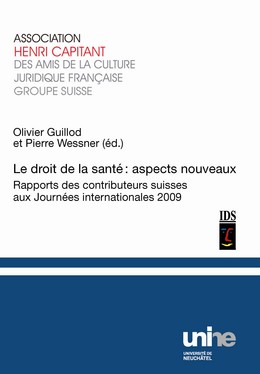 ASSOCIATION
HENRI CAPITANT
DES AMIS DE LA CULTURE
JURIDIQUE FRANÇAISE
GROUPE SUISSE
Olivier Guillod
et Pierre Wessner (éd.)
Le droit de la santé : aspects nouveaux
Rapports des contributeurs suisses
aux Journées internationales 2009
IDS
unine
UNIVERSITÉ DE
NEUCHÂTEL